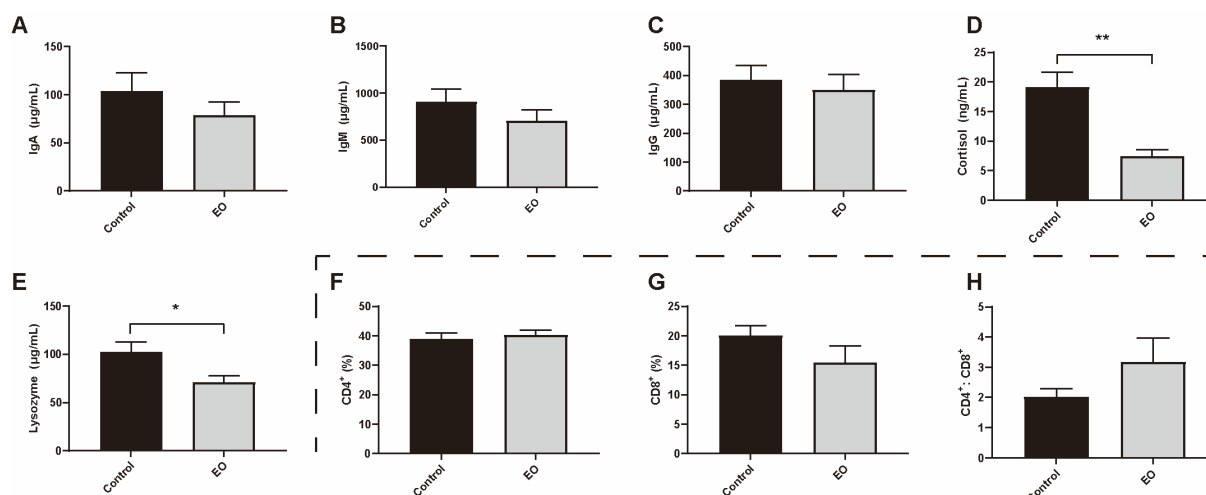 A
IgA (μg/mL)
150
100
50
0
Control
EO
B
IgM (μg/mL)
1500
1000
500
0
Control
EO
C
IgG (μg/mL)
500
400
300
200
100
0
Control
EO
D
Cortisol (ng/mL)
25
20
15
10
5
0
**
Control
EO
E
Lysozyme (μg/mL)
150
100
50
0
*
Control
EO
F
CD4⁺ (%)
50
40
30
20
10
0
Control
EO
G
CD8⁺ (%)
25
20
15
10
5
0
Control
EO
H
CD4⁺: CD8⁺
5
4
3
2
1
0
Control
EO